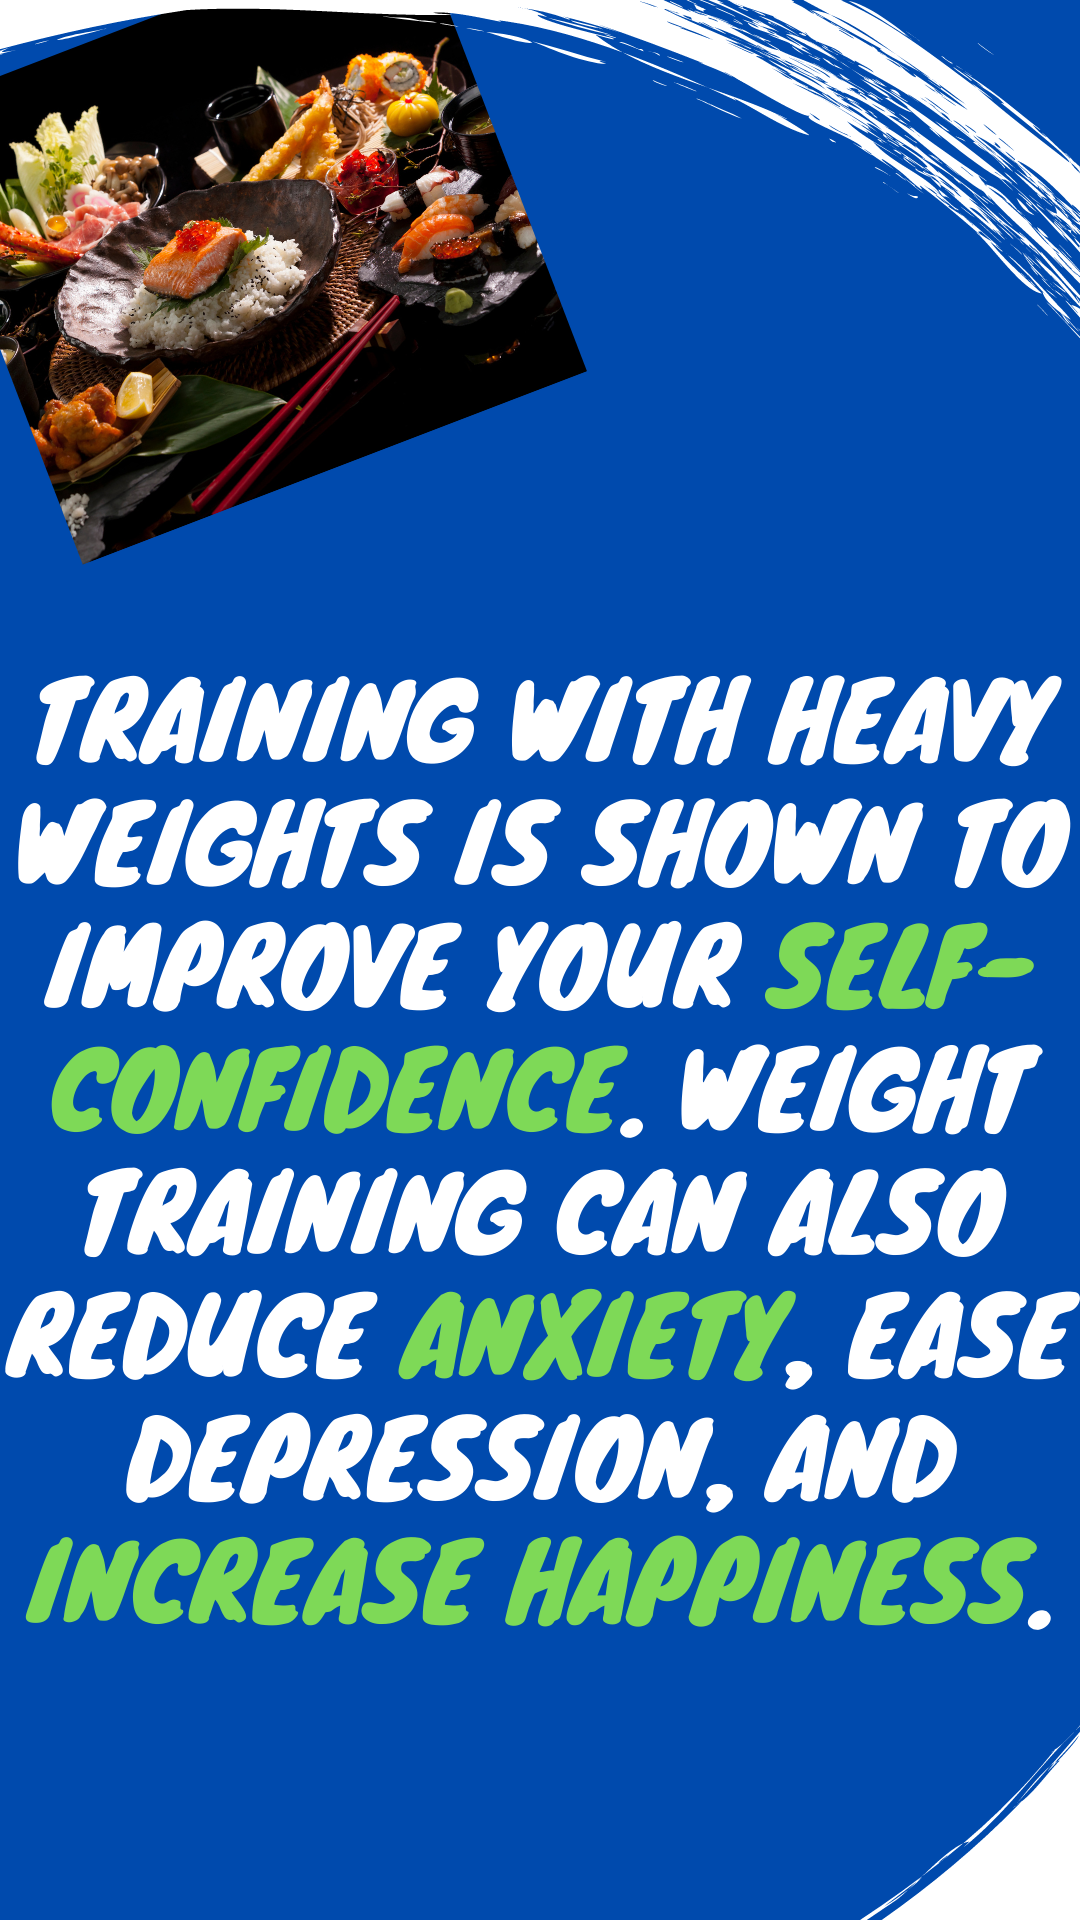 TRAINING WITH HEAVY
WEIGHTS IS SHOWN TO
IMPROVE YOUR SELF-
CONFIDENCE. WEIGHT
TRAINING CAN ALSO
REDUCE ANXIETY, EASE
DEPRESSION, AND
INCREASE HAPPINESS.